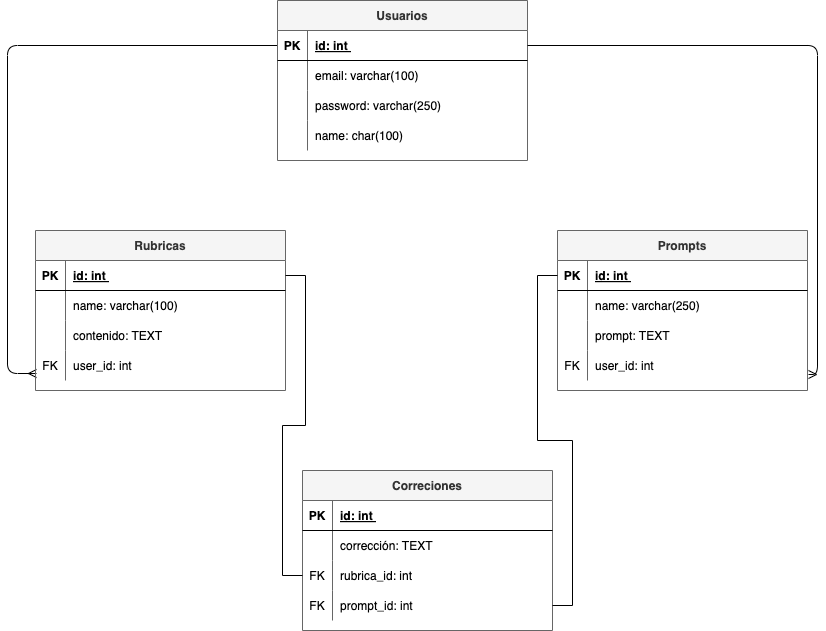 Usuarios
PK id: int
email: varchar(100)
password: varchar(250)
name: char(100)
Rubricas
PK id: int
name: varchar(100)
contenido: TEXT
FK user_id: int
Prompts
PK id: int
name: varchar(250)
prompt: TEXT
FK user_id: int
Correciones
PK id: int
corrección: TEXT
FK rubrica_id: int
FK prompt_id: int